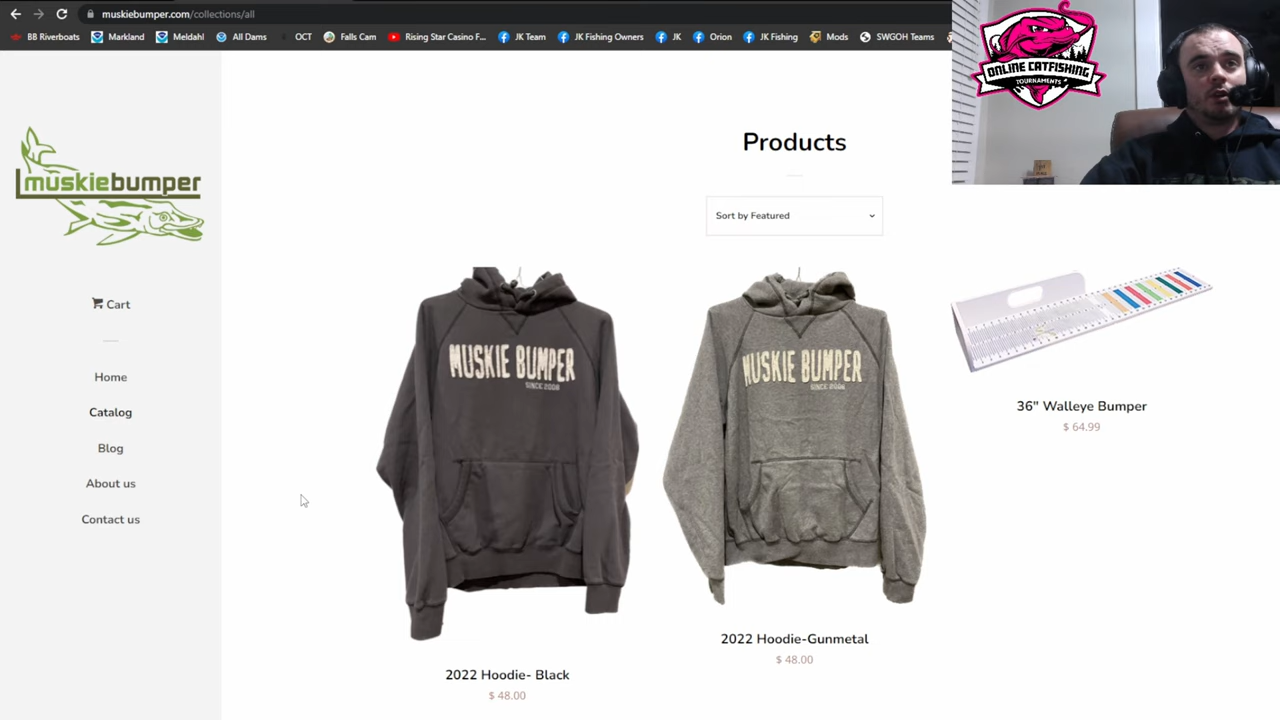 muskiebumper.com/collections/all
BB Riverboats
Markland
Meldahl
All Dams
OCT
Falls Cam
Rising Star Casino F...
JK Team
JK Fishing Owners
JK
Orion
JK Fishing
Mods
SWGOH Teams
ONLINE CATFISHING
TOURNAMENTS
muskiebumper
Cart
Home
Catalog
Blog
About us
Contact us
Products
Sort by Featured
MUSKIE BUMPER
SINCE 2008
2022 Hoodie- Black
$ 48.00
MUSKIE BUMPER
SINCE 2008
2022 Hoodie-Gunmetal
$ 48.00
36" Walleye Bumper
$ 64.99